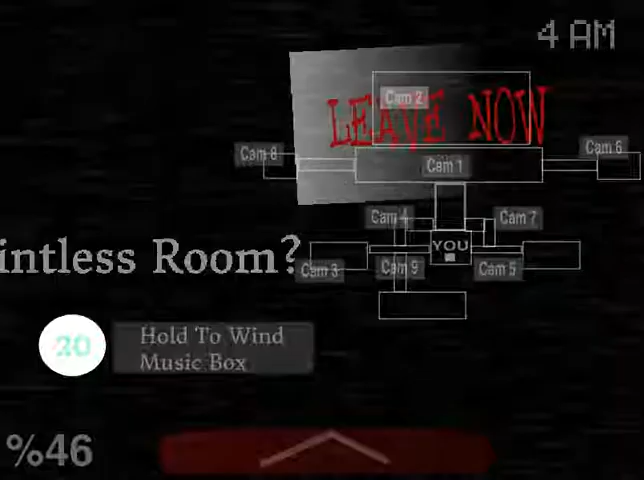 4 AM
LEAVE NOW
Cam 2
Cam 8
Cam 1
Cam 6
Cam 4
Cam 7
YOU
intless Room?
Cam 3
Cam 9
Cam 5
20
Hold To Wind
Music Box
%46